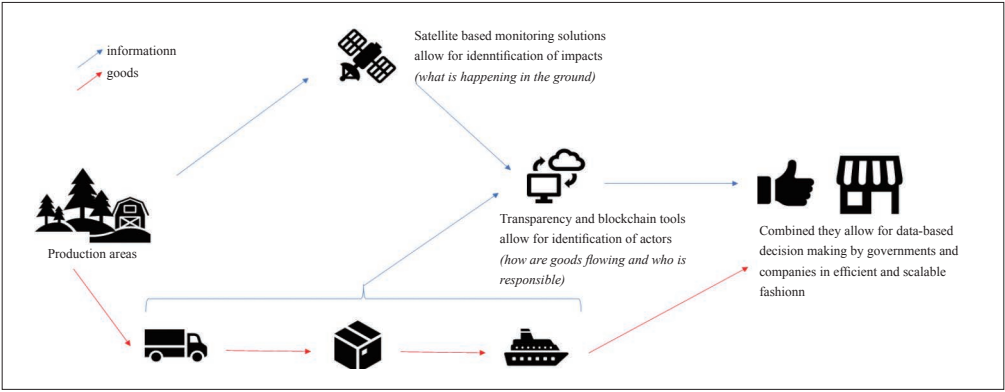 informationn
goods
Satellite based monitoring solutions
allow for idenntification of impacts
(what is happening in the ground)
Production areas
Transparency and blockchain tools
allow for identification of actors
(how are goods flowing and who is
responsible)
Combined they allow for data-based
decision making by governments and
companies in efficient and scalable
fashionn